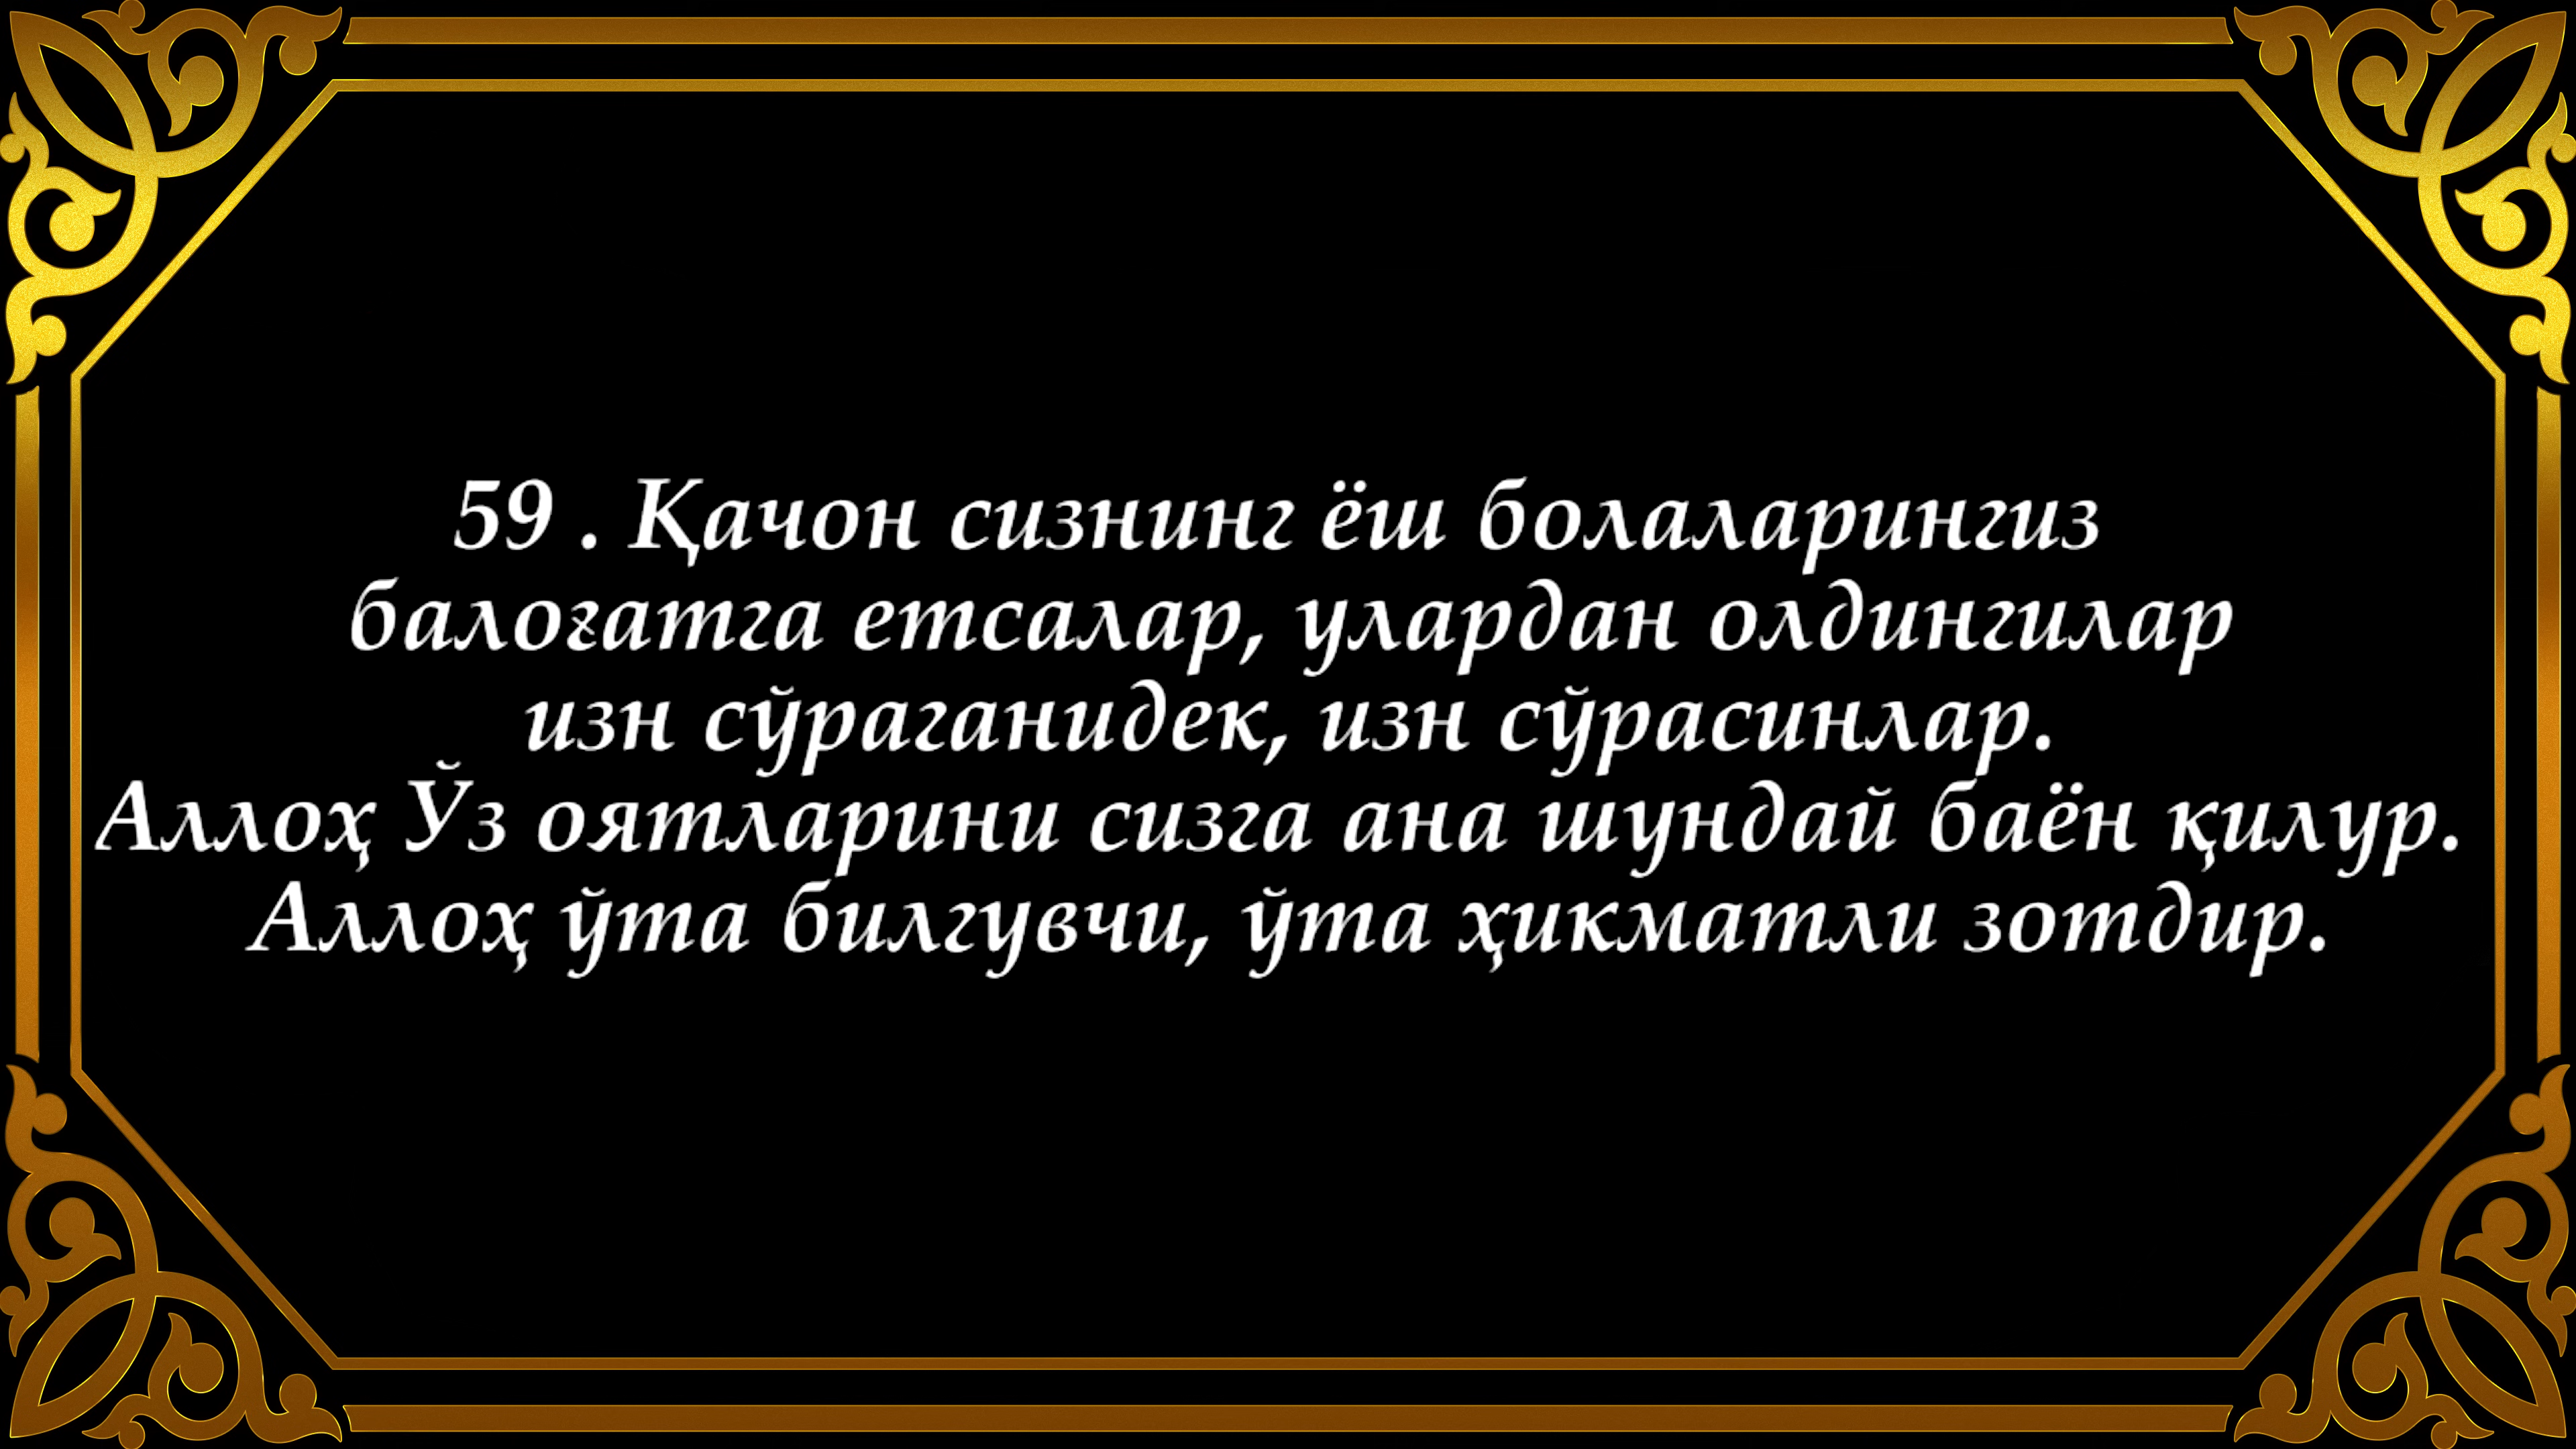 59 . Қачон сизнинг ёш болаларингиз
балоғатга етсалар, улардан олдингилар
изн сўраганидек, изн сўрасинлар.
Аллоҳ Ўз оятларини сизга ана шундай баён қилур.
Аллоҳ ўта билгувчи, ўта ҳикматли зотдир.